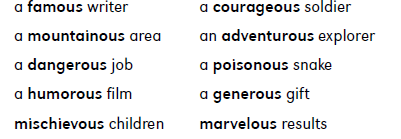 a famous writer
a mountainous area
a dangerous job
a humorous film
mischievous children
a courageous soldier
an adventurous explorer
a poisonous snake
a generous gift
marvelous results